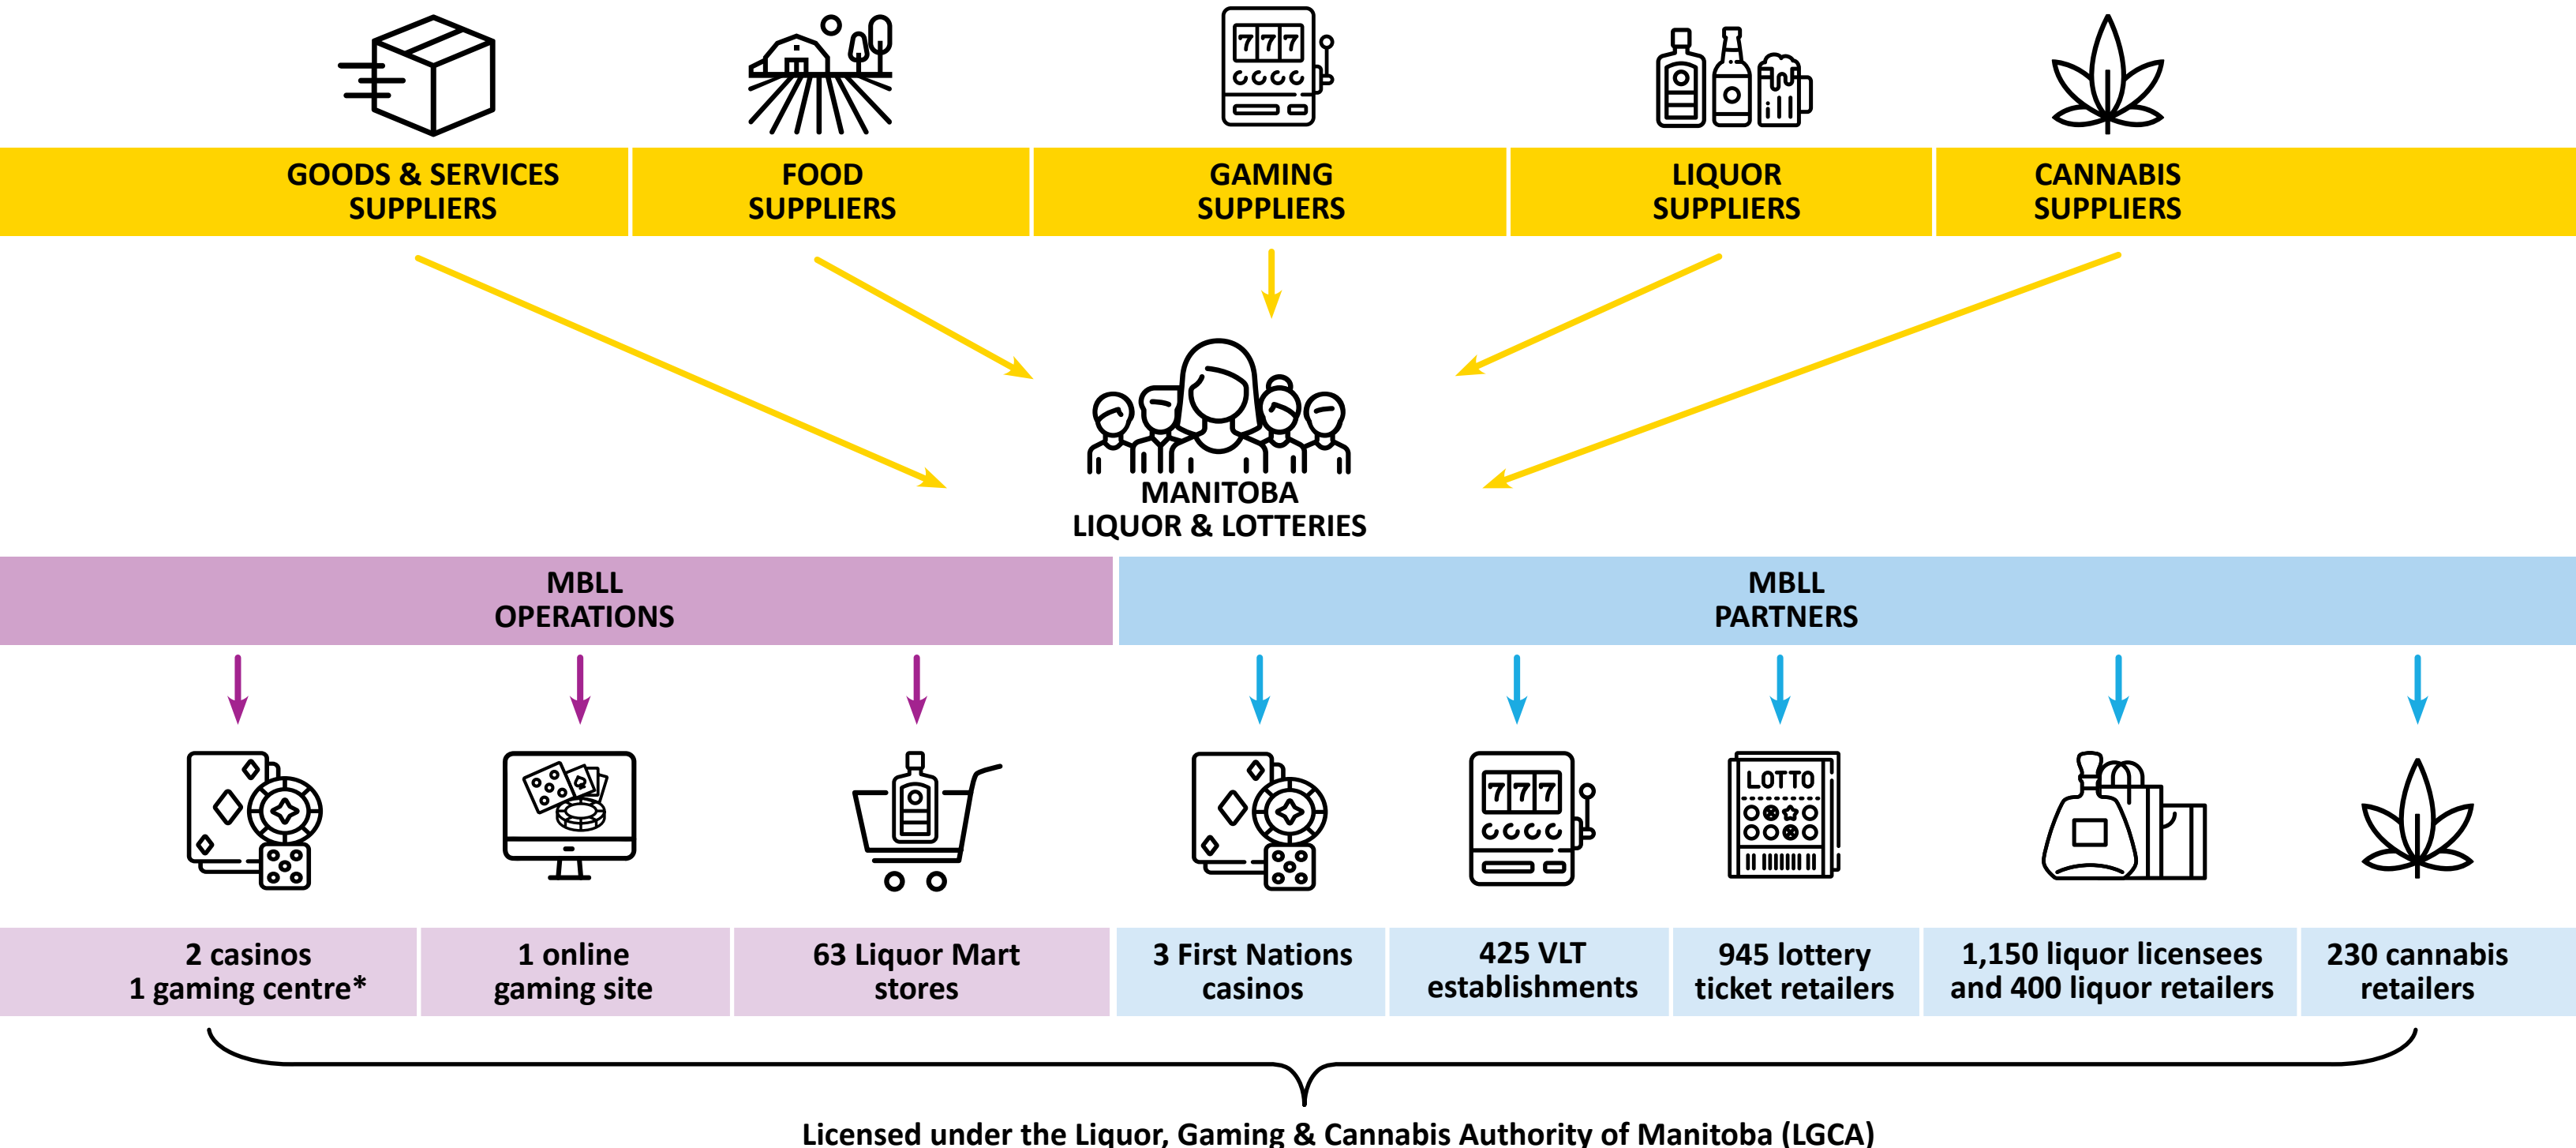 777
GOODS & SERVICES
SUPPLIERS
FOOD
SUPPLIERS
GAMING
SUPPLIERS
LIQUOR
SUPPLIERS
CANNABIS
SUPPLIERS
MANITOBA
LIQUOR & LOTTERIES
MBLL
OPERATIONS
MBLL
PARTNERS
777
LOTTO
2 casinos
1 gaming centre*
1 online
gaming site
63 Liquor Mart
stores
3 First Nations
casinos
425 VLT
establishments
945 lottery
ticket retailers
1,150 liquor licensees
and 400 liquor retailers
230 cannabis
retailers
Licensed under the Liquor, Gaming & Cannabis Authority of Manitoba (LGCA)